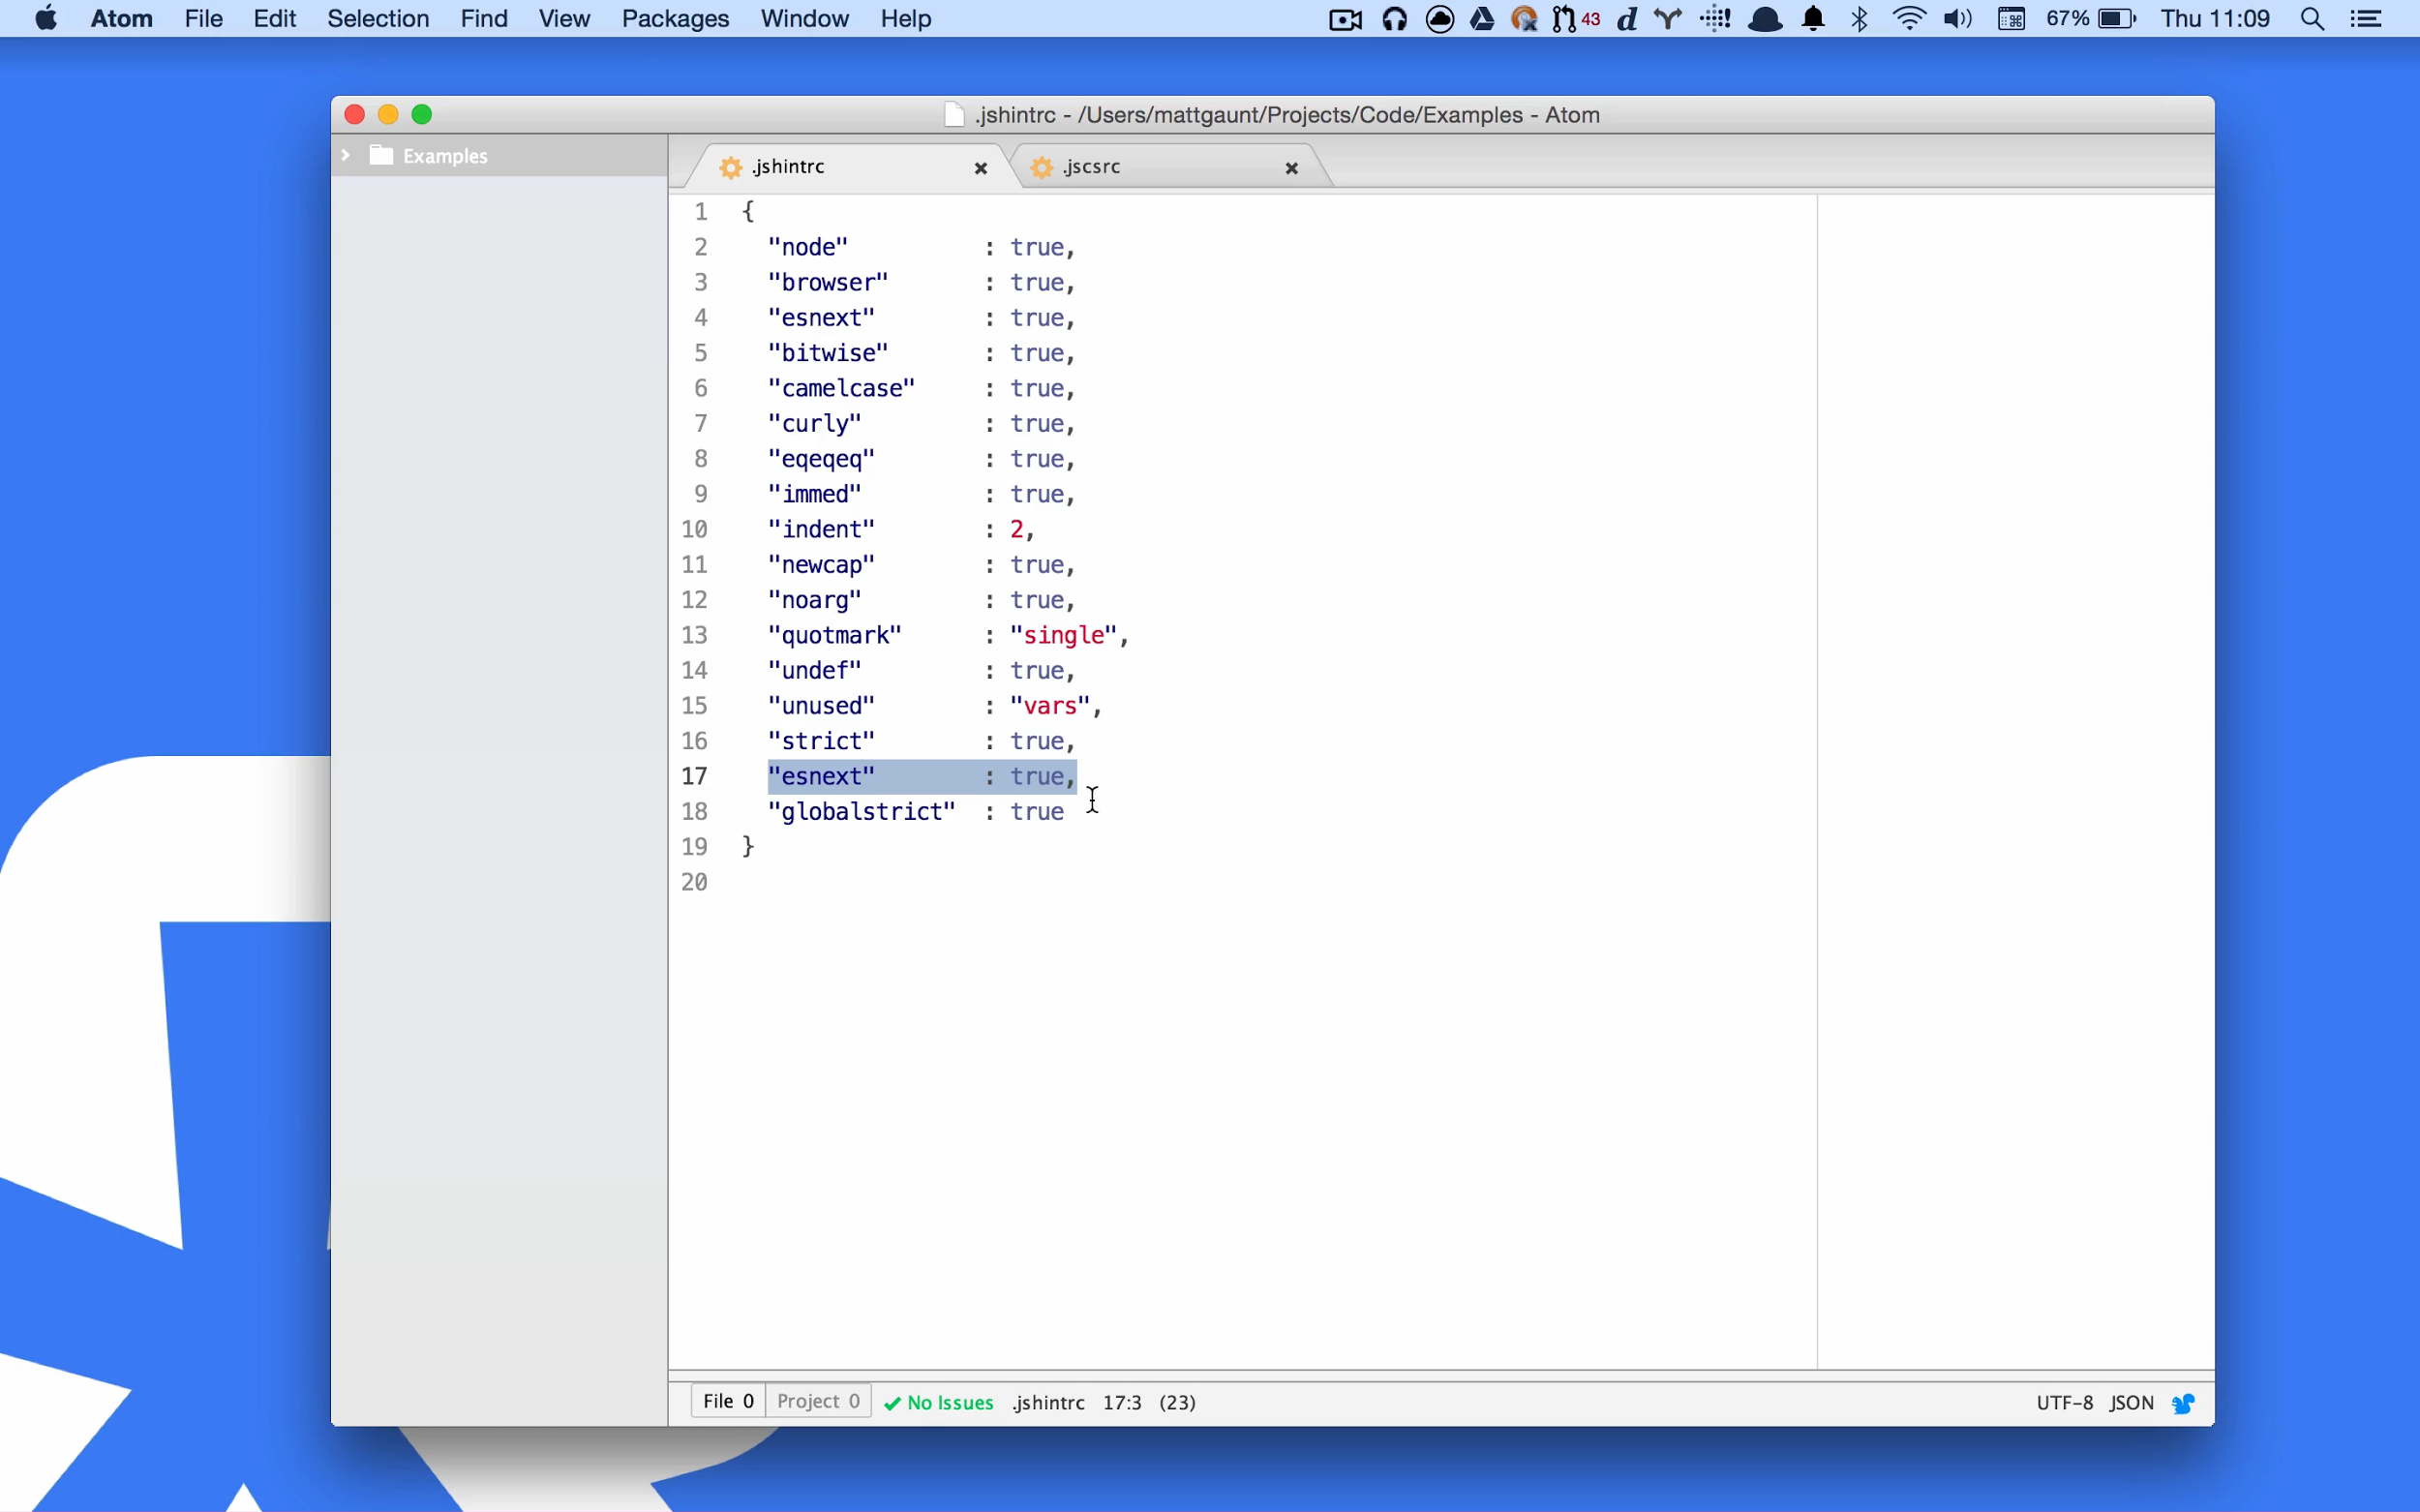 Atom File Edit Selection Find View Packages Window Help 43 67% Thu 11:09
.jshintrc - /Users/mattgaunt/Projects/Code/Examples - Atom
Examples
.jshintrc
.jscsrc
1 {
2 "node" : true,
3 "browser" : true,
4 "esnext" : true,
5 "bitwise" : true,
6 "camelcase" : true,
7 "curly" : true,
8 "eqeqeq" : true,
9 "immed" : true,
10 "indent" : 2,
11 "newcap" : true,
12 "noarg" : true,
13 "quotmark" : "single",
14 "undef" : true,
15 "unused" : "vars",
16 "strict" : true,
17 "esnext" : true,
18 "globalstrict" : true
19 }
20
File 0 Project 0 No Issues .jshintrc 17:3 (23) UTF-8 JSON